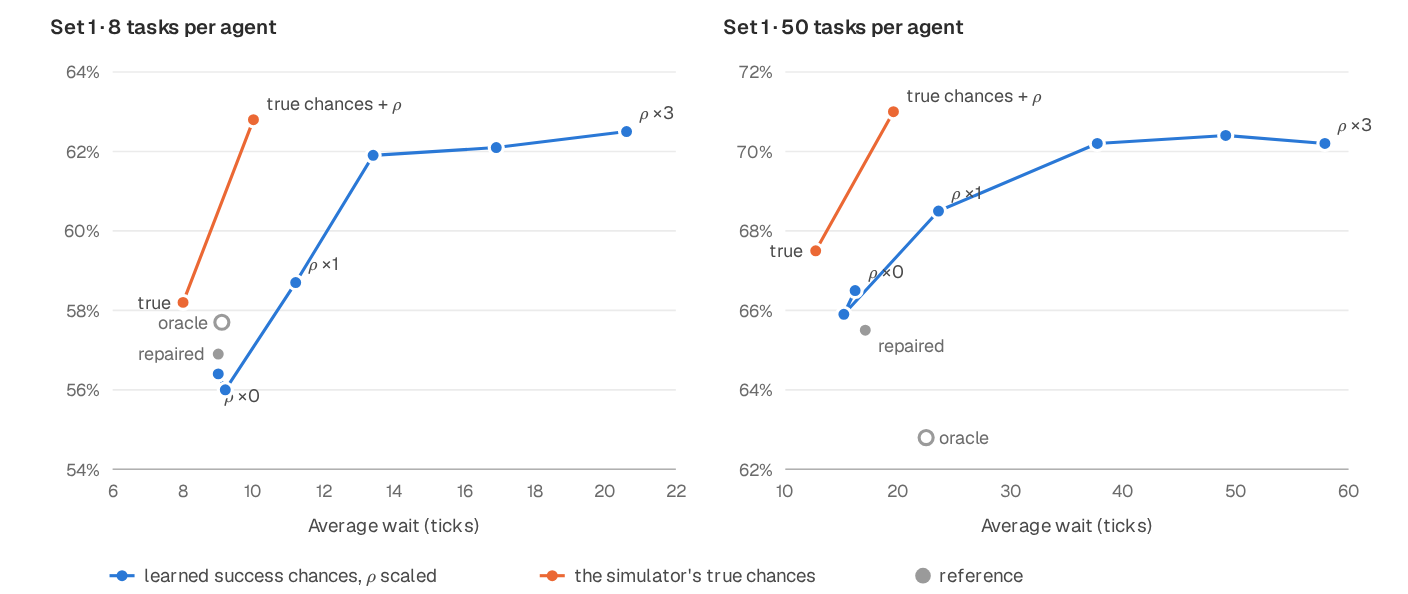 Set 1 · 8 tasks per agent
64%
62%
60%
58%
56%
54%
true chances + ρ
ρ ×3
ρ ×1
true
oracle
repaired
ρ ×0
6 8 10 12 14 16 18 20 22
Average wait (ticks)
Set 1 · 50 tasks per agent
72%
70%
68%
66%
64%
62%
true chances + ρ
ρ ×3
ρ ×1
true
ρ ×0
repaired
oracle
10 20 30 40 50 60
Average wait (ticks)
learned success chances, ρ scaled
the simulator's true chances
reference